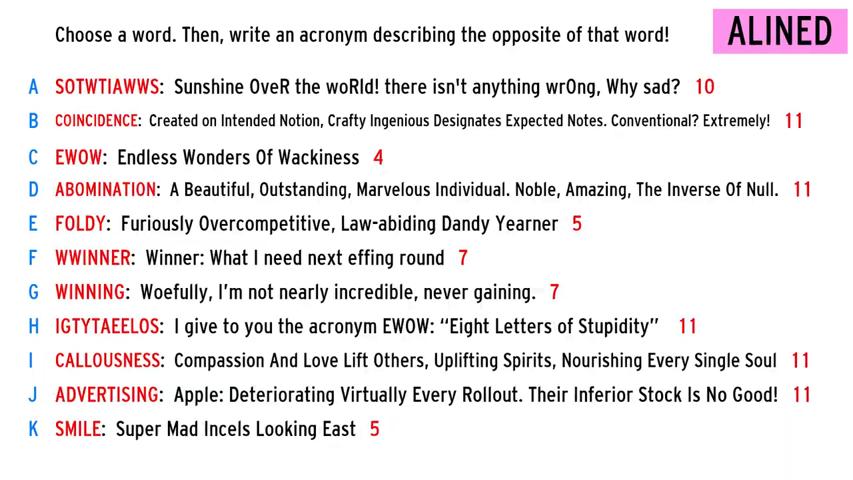 Choose a word. Then, write an acronym describing the opposite of that word!
ALINED
A SOTWTIAWWS: Sunshine OveR the woRld! there isn't anything wrOng, Why sad? 10
B COINCIDENCE: Created on Intended Notion, Crafty Ingenious Designates Expected Notes. Conventional? Extremely! 11
C EWOW: Endless Wonders Of Wackiness 4
D ABOMINATION: A Beautiful, Outstanding, Marvelous Individual. Noble, Amazing, The Inverse Of Null. 11
E FOLDY: Furiously Overcompetitive, Law-abiding Dandy Yearner 5
F WWINNER: Winner: What I need next effing round 7
G WINNING: Woefully, I'm not nearly incredible, never gaining. 7
H IGTYTAEELOS: I give to you the acronym EWOW: “Eight Letters of Stupidity” 11
I CALLOUSNESS: Compassion And Love Lift Others, Uplifting Spirits, Nourishing Every Single Soul 11
J ADVERTISING: Apple: Deteriorating Virtually Every Rollout. Their Inferior Stock Is No Good! 11
K SMILE: Super Mad Incels Looking East 5